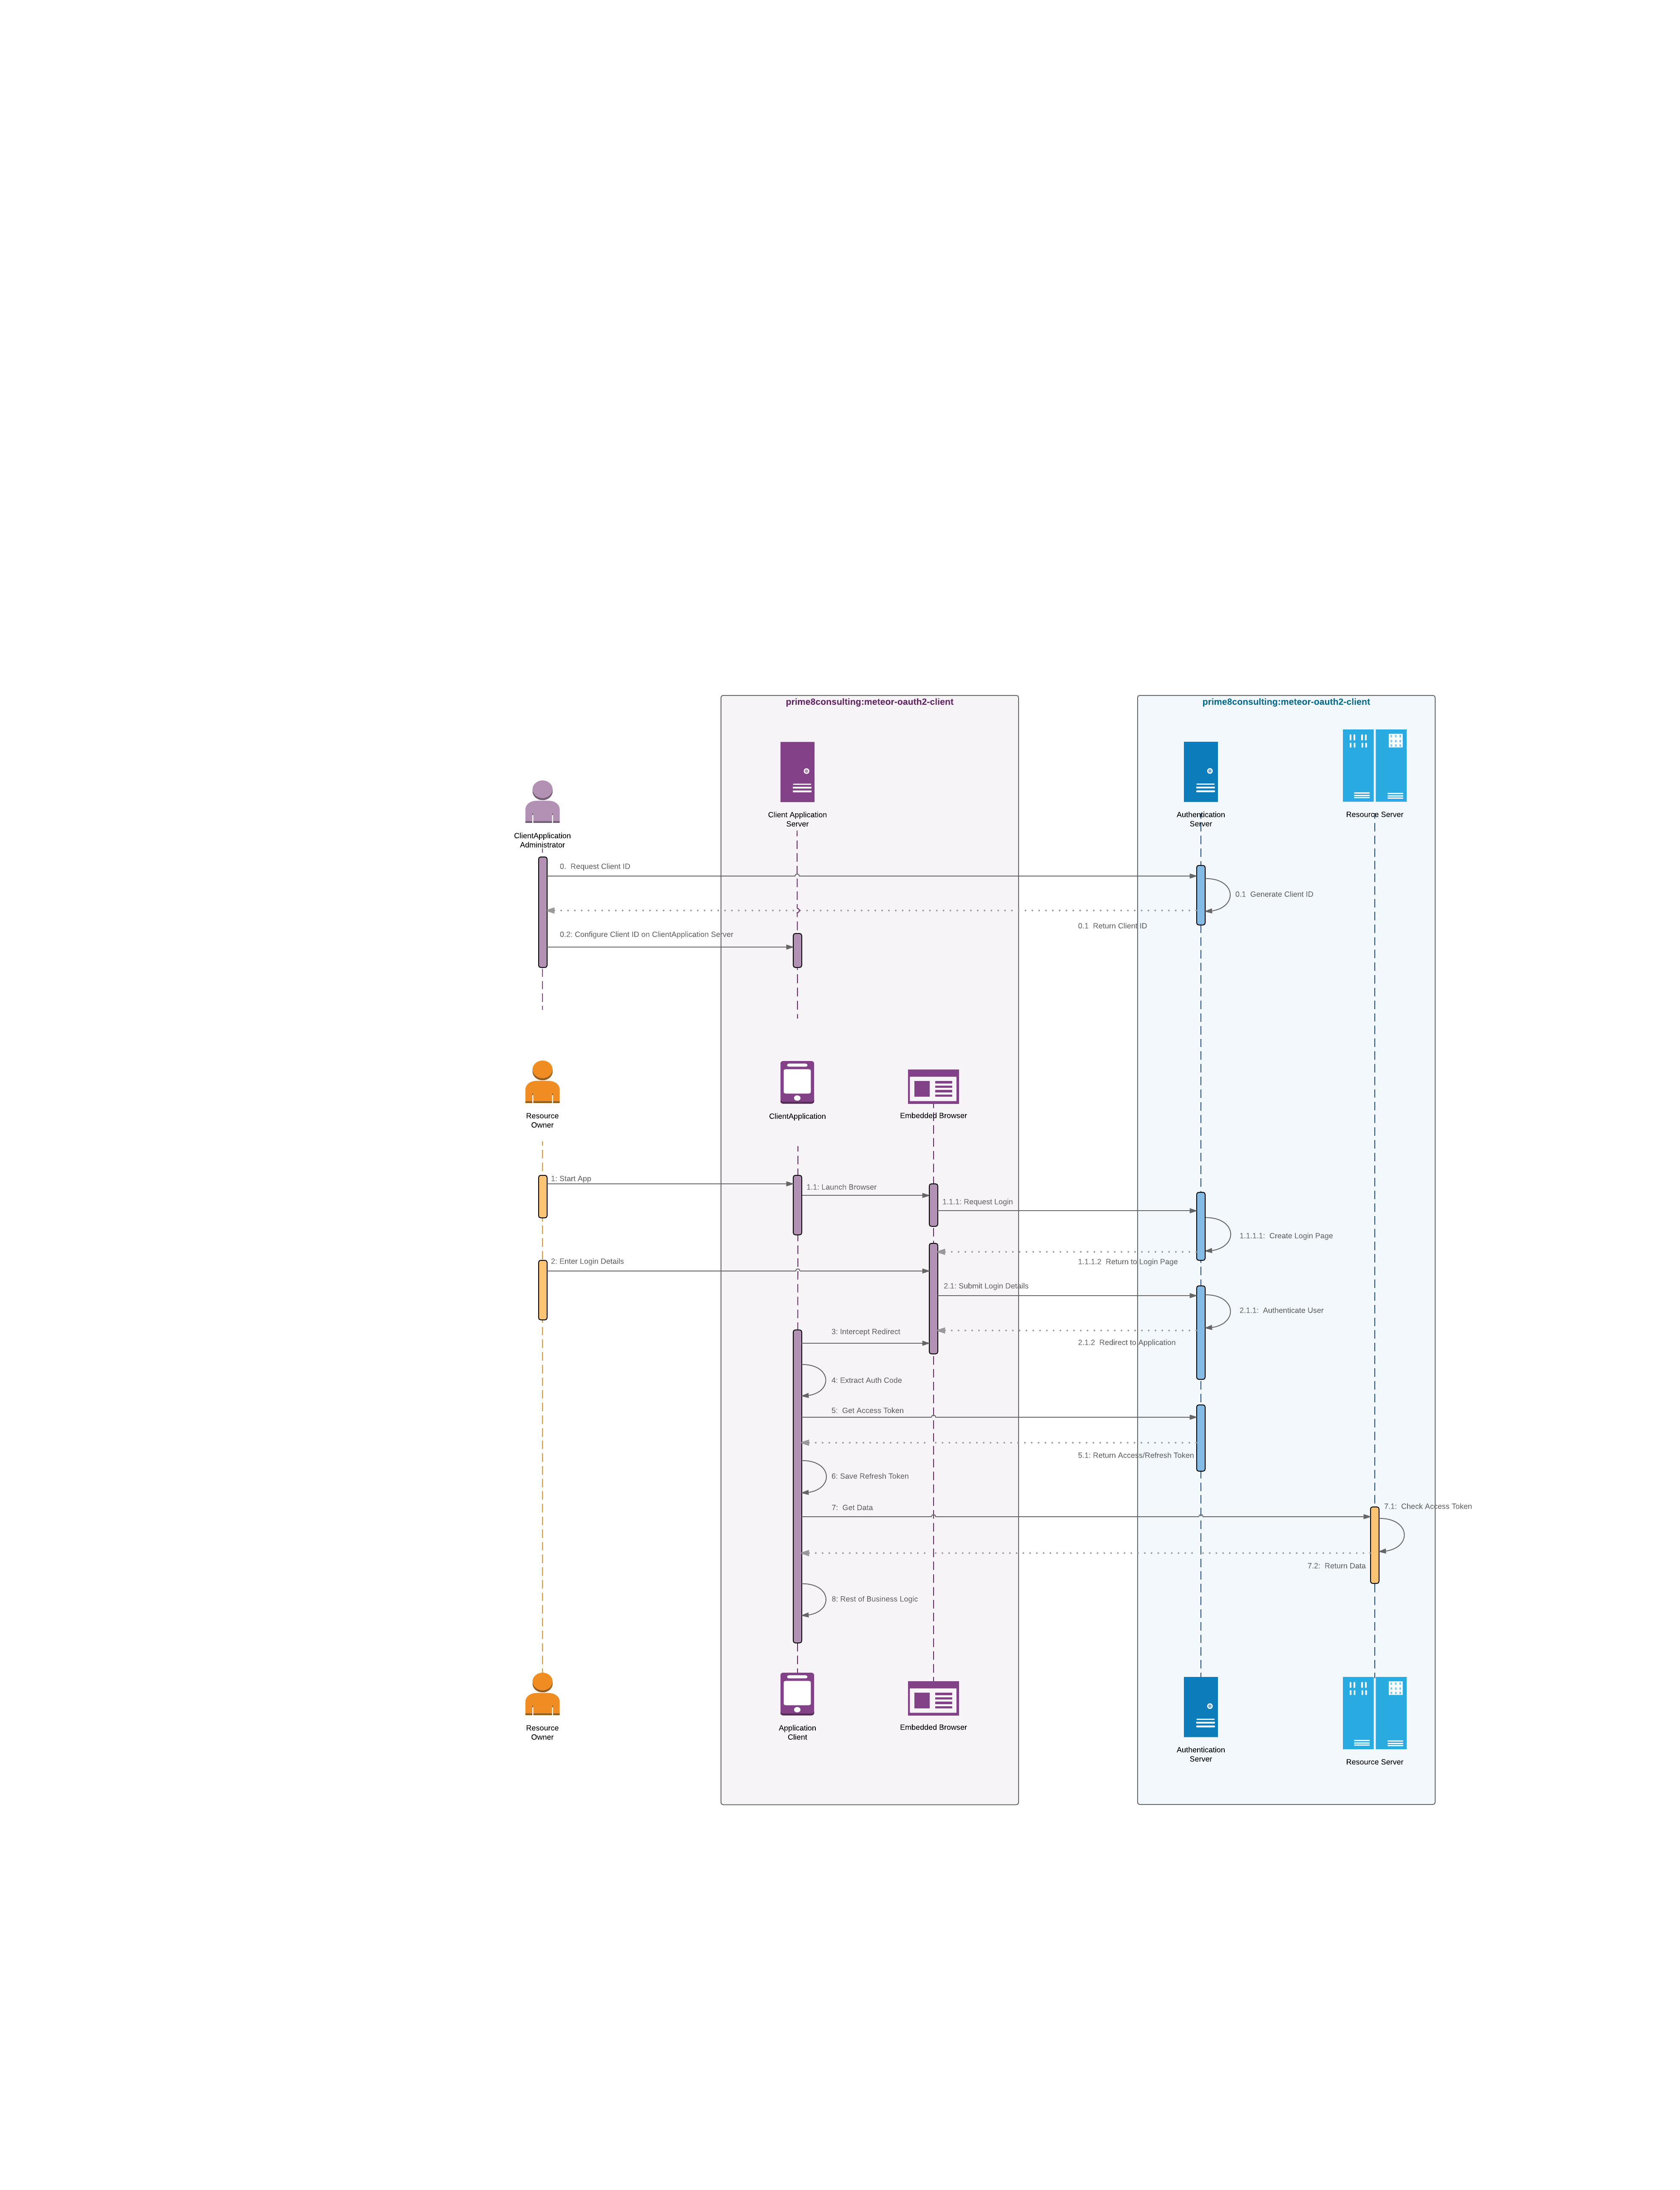 prime8consulting:meteor-oauth2-client
prime8consulting:meteor-oauth2-client
Client Application
Server
Authentication
Server
Resource Server
ClientApplication
Administrator
0.  Request Client ID
0.1  Generate Client ID
0.1  Return Client ID
0.2: Configure Client ID on ClientApplication Server
Resource
Owner
ClientApplication
Embedded Browser
1: Start App
1.1: Launch Browser
1.1.1: Request Login
1.1.1.1:  Create Login Page
1.1.1.2  Return to Login Page
2: Enter Login Details
2.1: Submit Login Details
2.1.1:  Authenticate User
3: Intercept Redirect
2.1.2  Redirect to Application
4: Extract Auth Code
5:  Get Access Token
5.1: Return Access/Refresh Token
6: Save Refresh Token
7:  Get Data
7.1:  Check Access Token
7.2:  Return Data
8: Rest of Business Logic
Resource
Owner
Application
Client
Embedded Browser
Authentication
Server
Resource Server